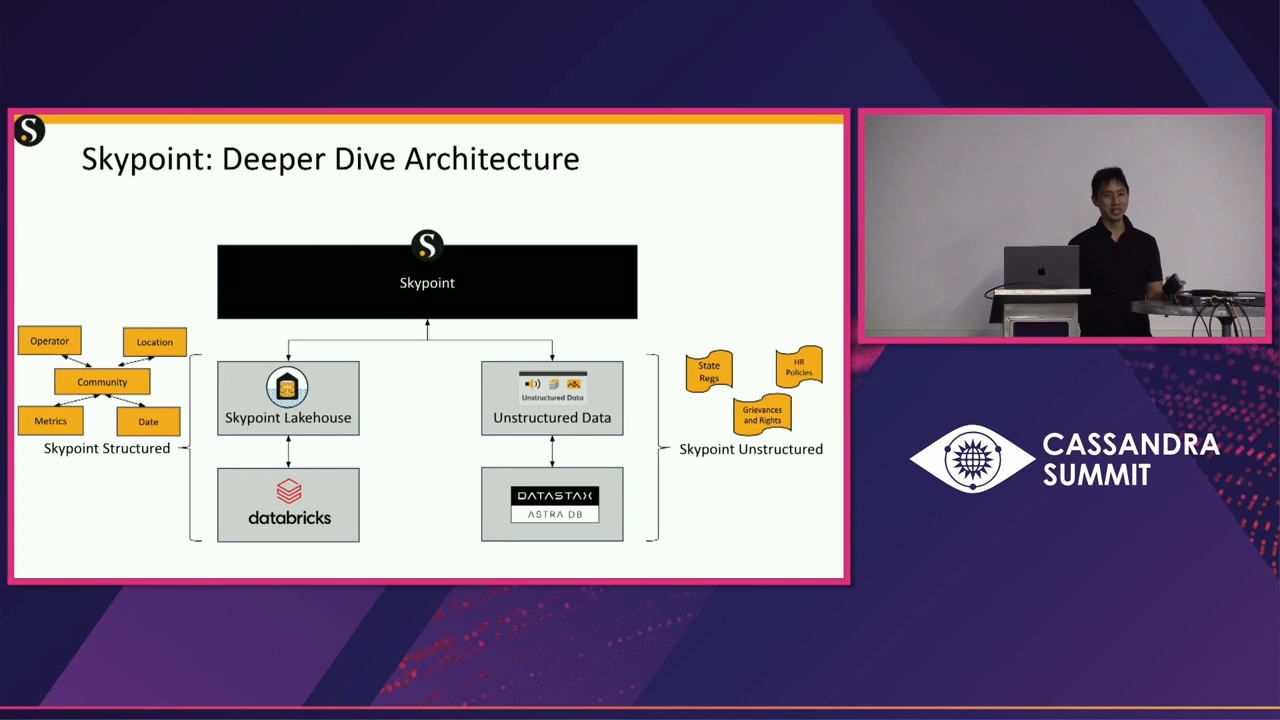 S
Skypoint: Deeper Dive Architecture
S
Skypoint
Operator
Location
Community
Metrics
Date
Skypoint Structured
Skypoint Lakehouse
databricks
Unstructured Data
Unstructured Data
DATASTAX
ASTRA DB
State
Regs
HR
Policies
Grievances
and Rights
Skypoint Unstructured
CASSANDRA
SUMMIT